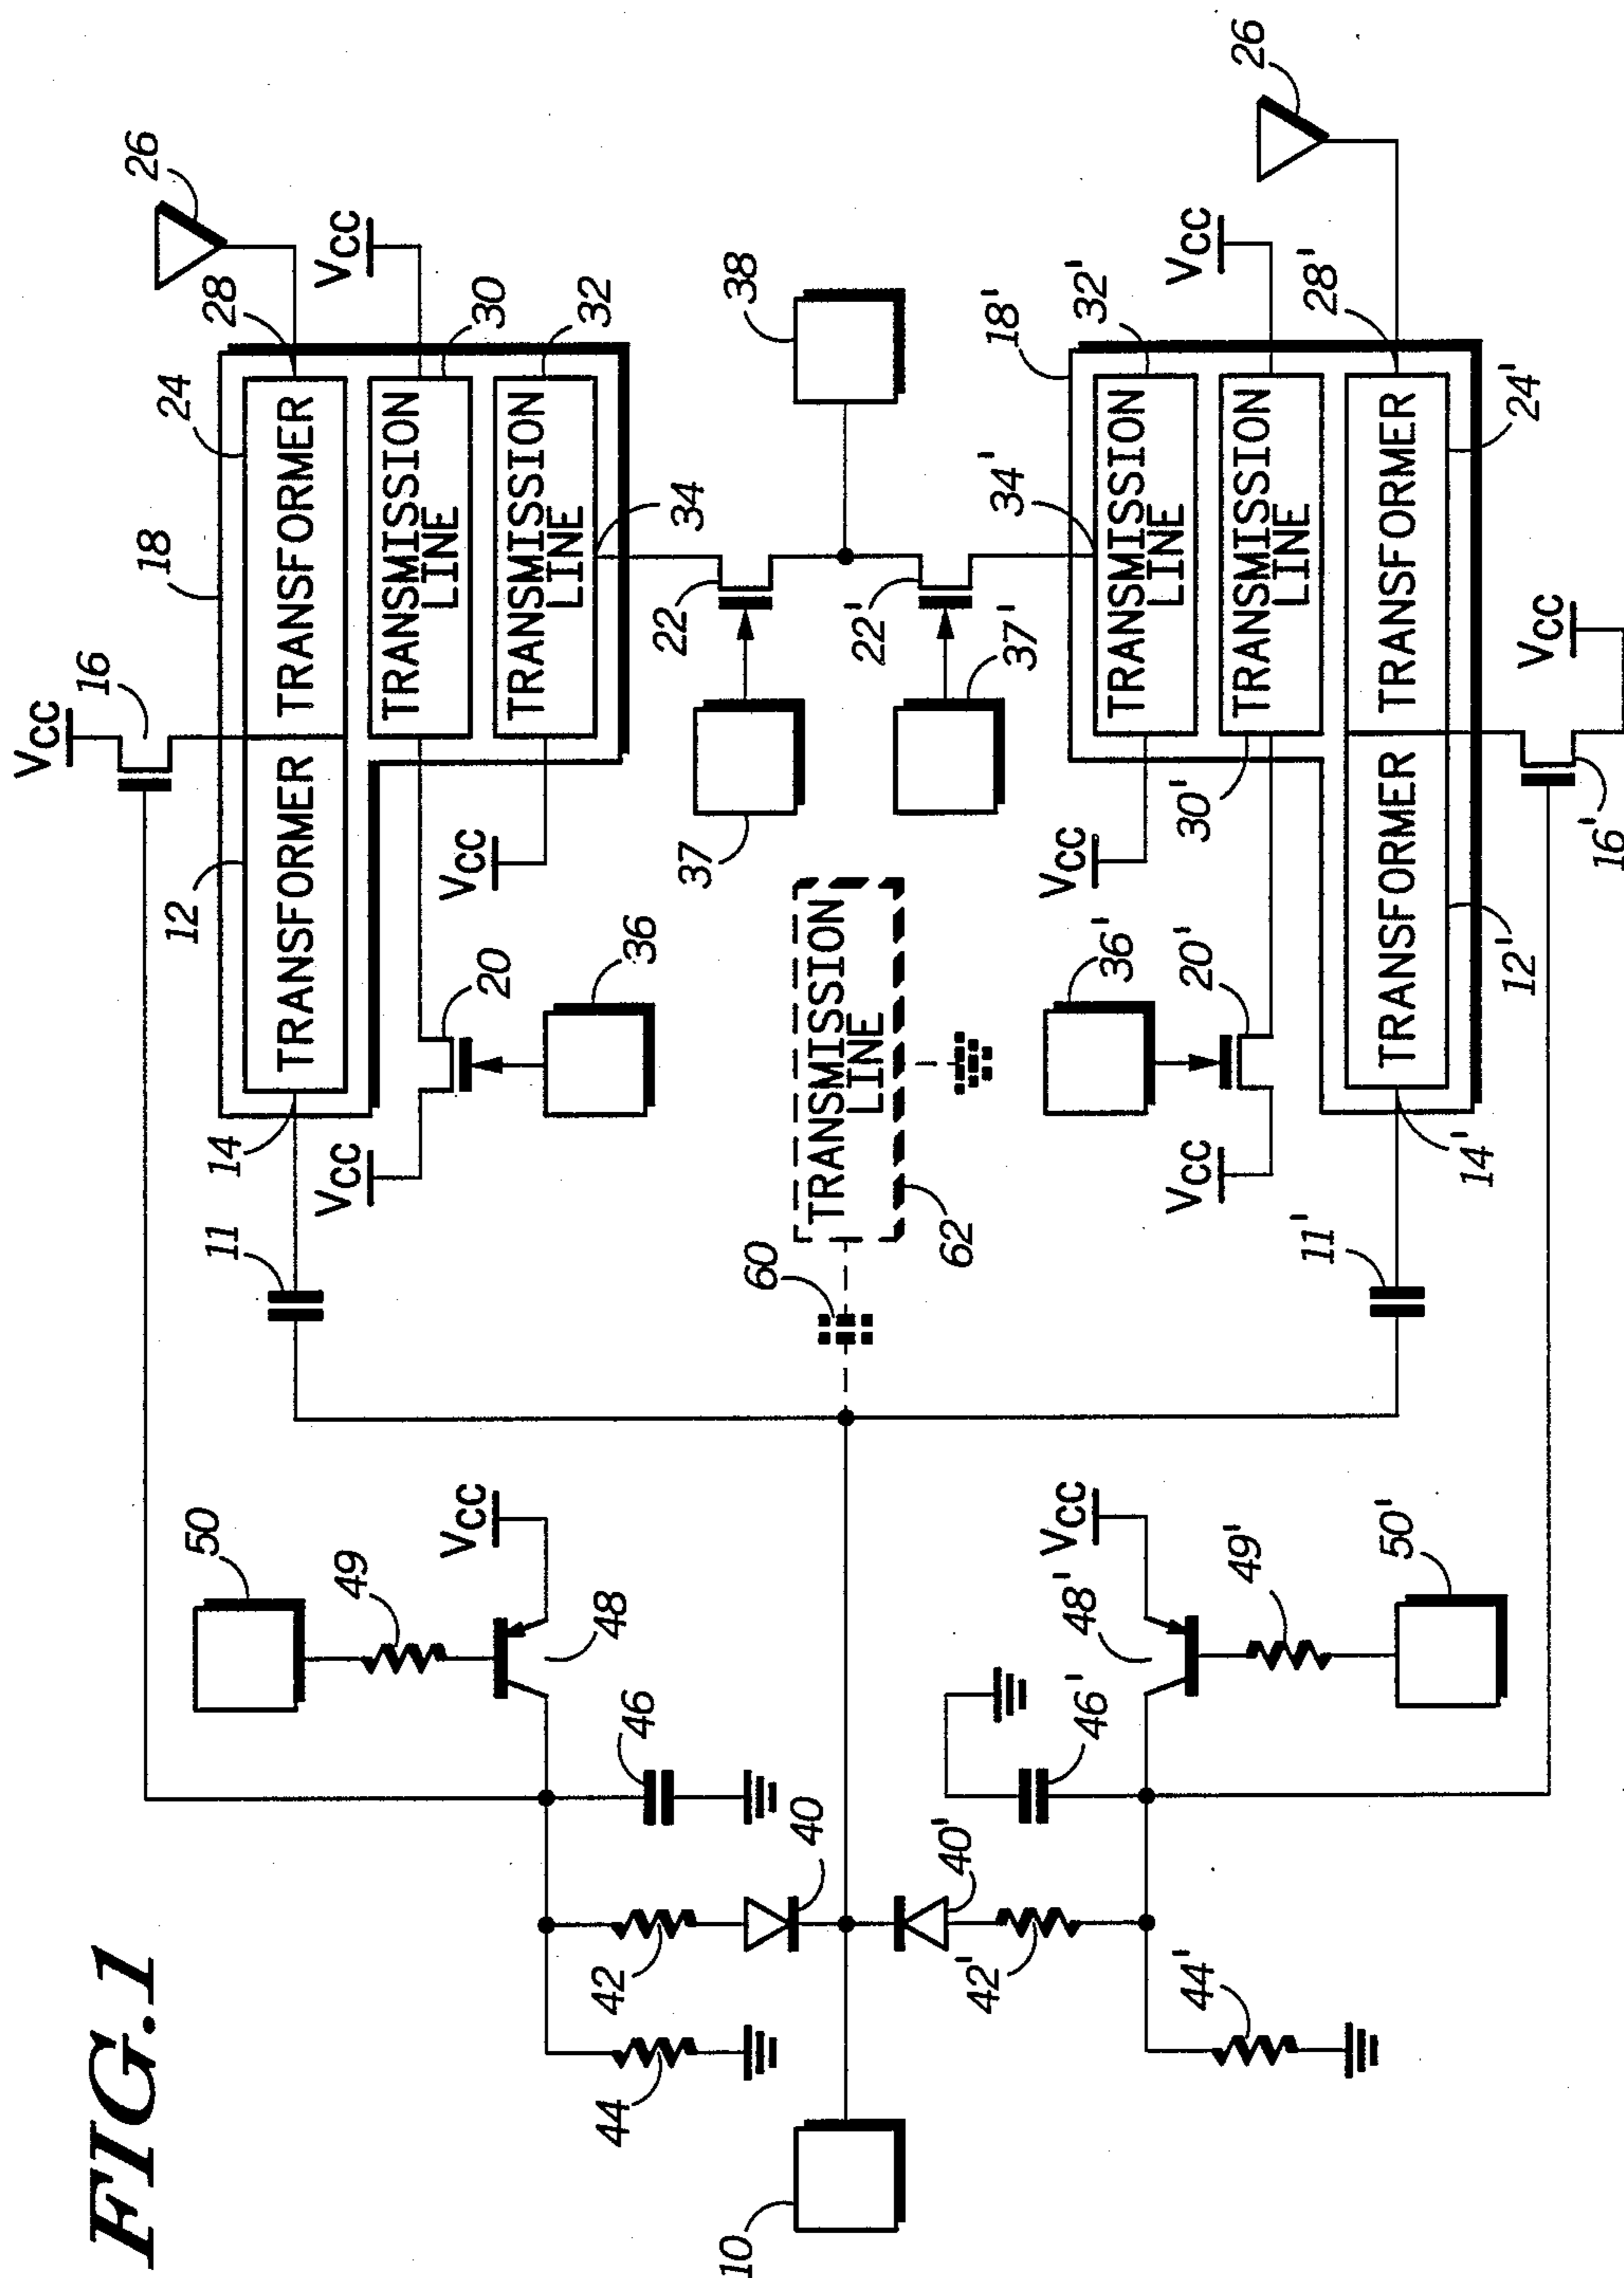 FIG.1
10
44
42
40
46
48
49
50
VCC
44'
42'
40'
46'
48'
49'
50'
VCC
11
14
12
18
16
VCC
24
28
26
TRANSFORMER
TRANSFORMER
TRANSMISSION
LINE
TRANSMISSION
LINE
VCC
30
32
34
VCC
20
36
VCC
22
37
38
60
TRANSMISSION
LINE
62
22'
37'
34'
18'
32'
TRANSMISSION
LINE
TRANSMISSION
LINE
TRANSFORMER
TRANSFORMER
VCC
30'
VCC
28'
26
24'
36'
20'
VCC
11'
14'
12'
16'
VCC